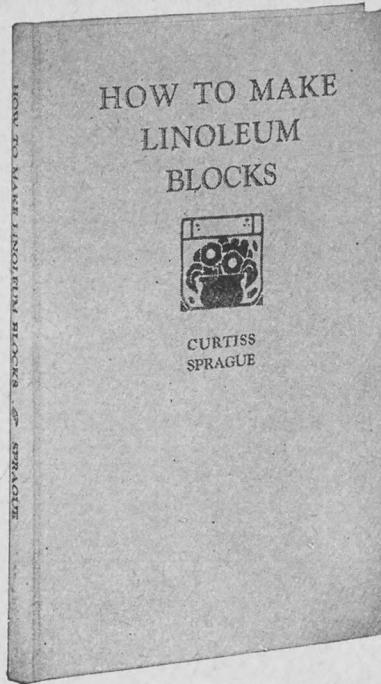 HOW TO MAKE
LINOLEUM
BLOCKS
CURTISS
SPRAGUE
HOW TO MAKE LINOLEUM BLOCKS & SPRAGUE